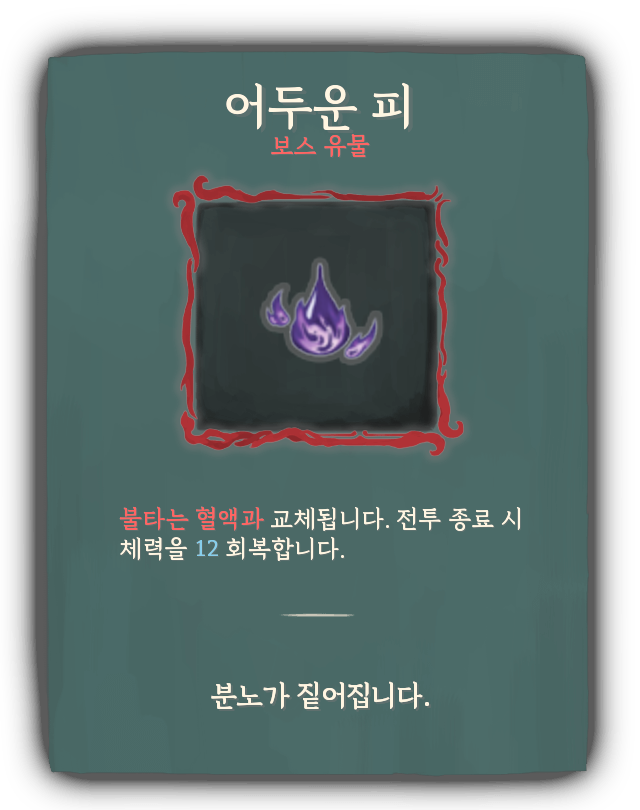 어두운 피
보스 유물
불타는 혈액과 교체됩니다. 전투 종료 시
체력을 12 회복합니다.
분노가 짙어집니다.